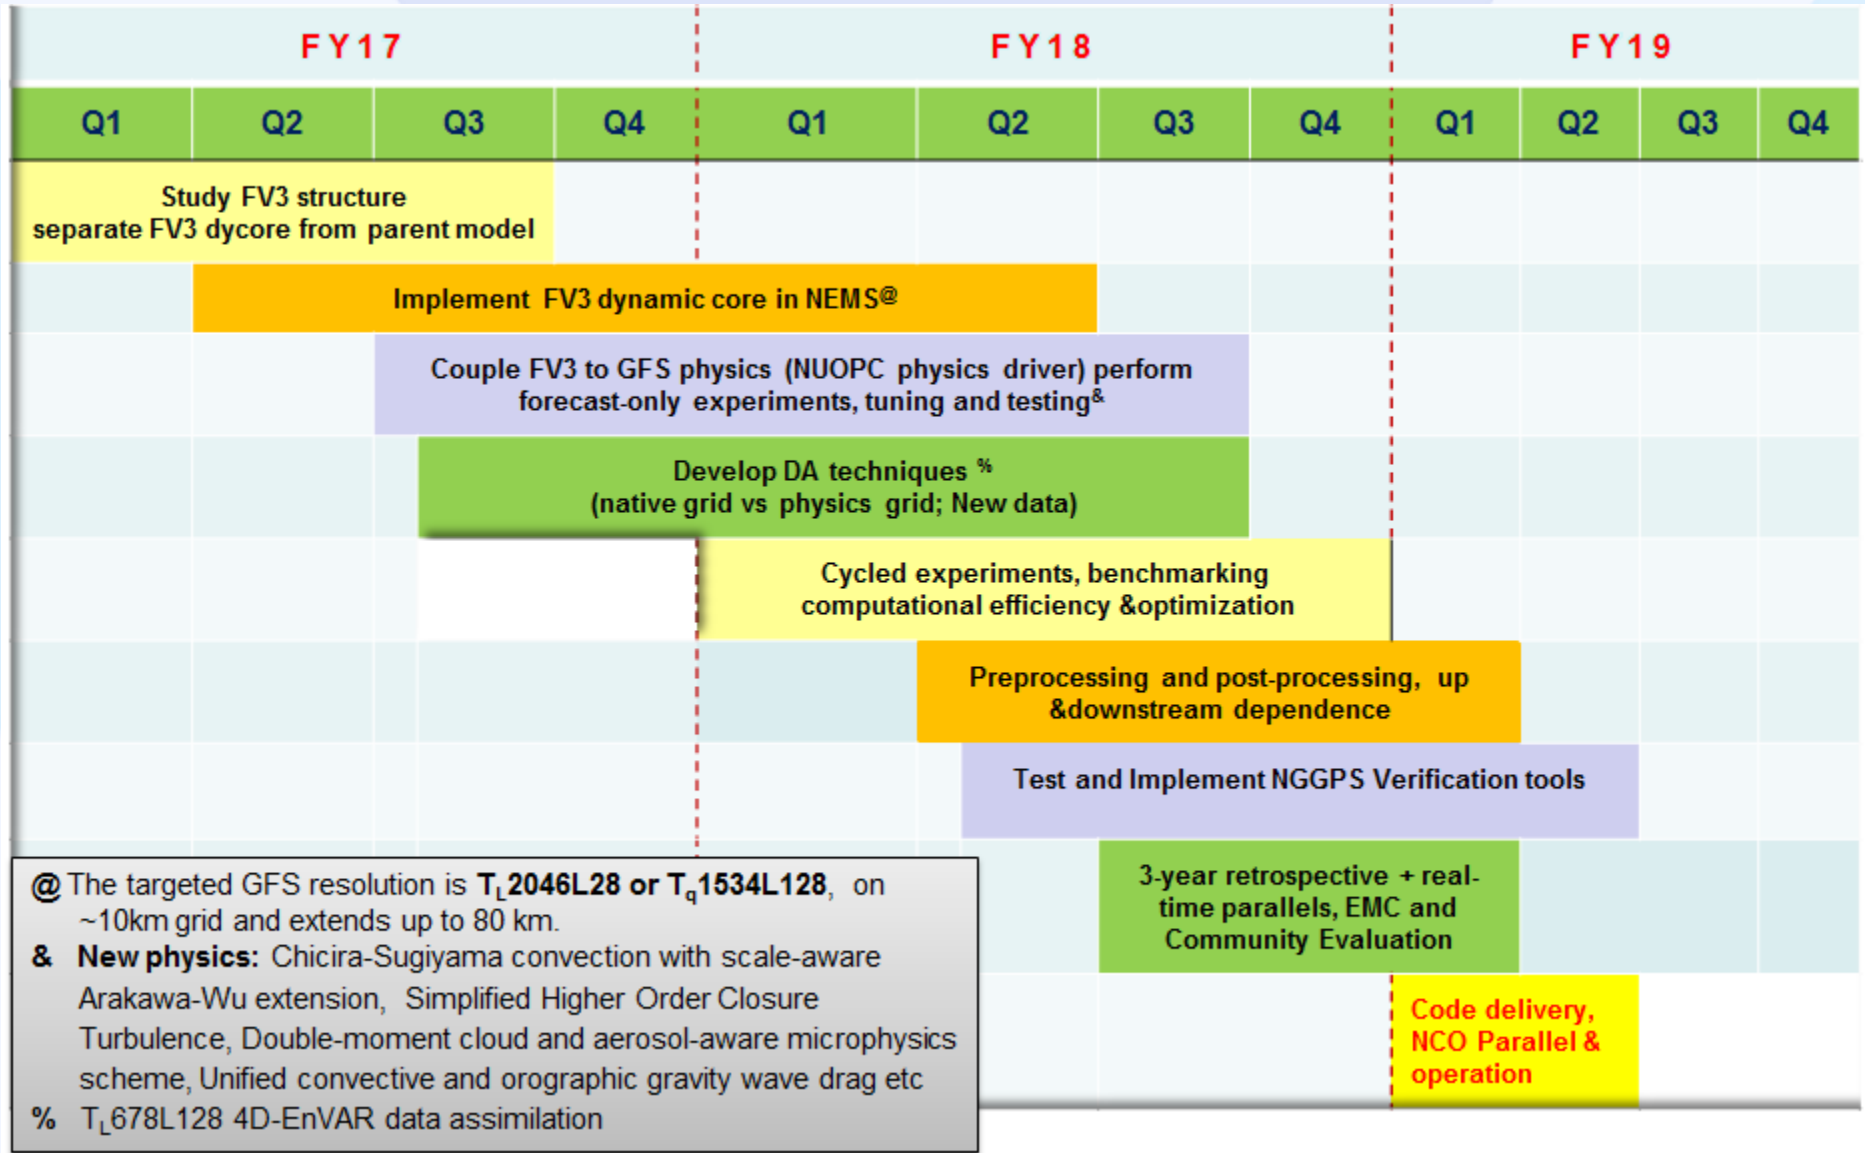 FY17 FY18 FY19
Q1 Q2 Q3 Q4 Q1 Q2 Q3 Q4 Q1 Q2 Q3 Q4
Study FV3 structure
separate FV3 dycore from parent model
Implement FV3 dynamic core in NEMS@
Couple FV3 to GFS physics (NUOPC physics driver) perform
forecast-only experiments, tuning and testing&
Develop DA techniques %
(native grid vs physics grid; New data)
Cycled experiments, benchmarking
computational efficiency &optimization
Preprocessing and post-processing, up
&downstream dependence
Test and Implement NGGPS Verification tools
3-year retrospective + real-
time parallels, EMC and
Community Evaluation
Code delivery,
NCO Parallel &
operation
@ The targeted GFS resolution is TL2046L28 or Tq1534L128, on
~10km grid and extends up to 80 km.
& New physics: Chicira-Sugiyama convection with scale-aware
Arakawa-Wu extension, Simplified Higher Order Closure
Turbulence, Double-moment cloud and aerosol-aware microphysics
scheme, Unified convective and orographic gravity wave drag etc
% TL678L128 4D-EnVAR data assimilation